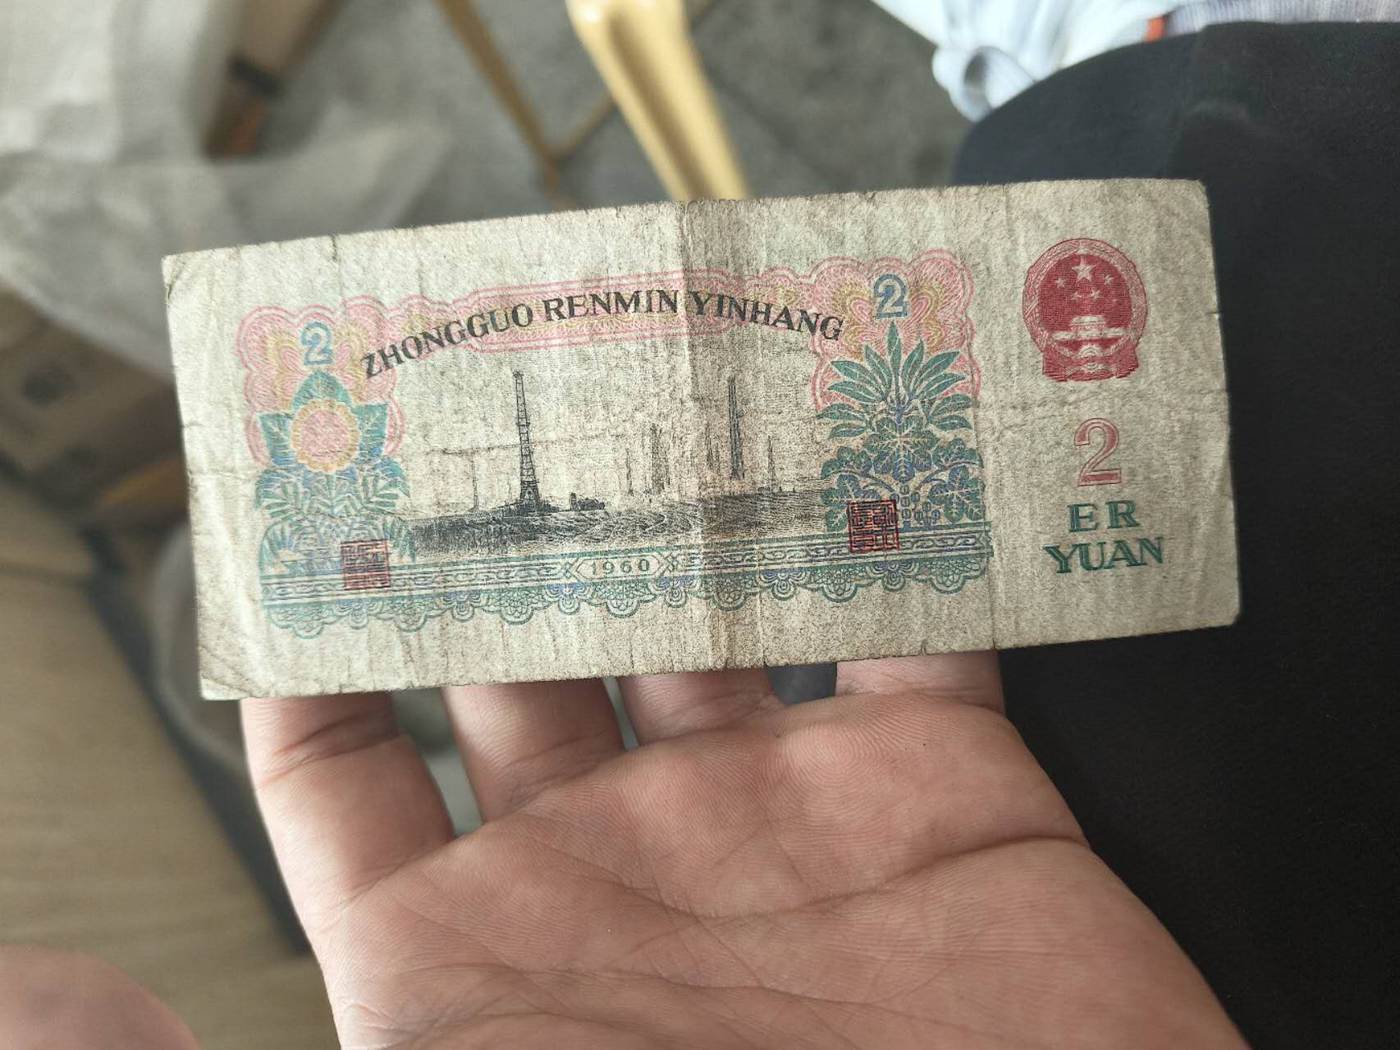 ZHONGGUO RENMIN YINHANG
2
2
2
ER
YUAN
1960